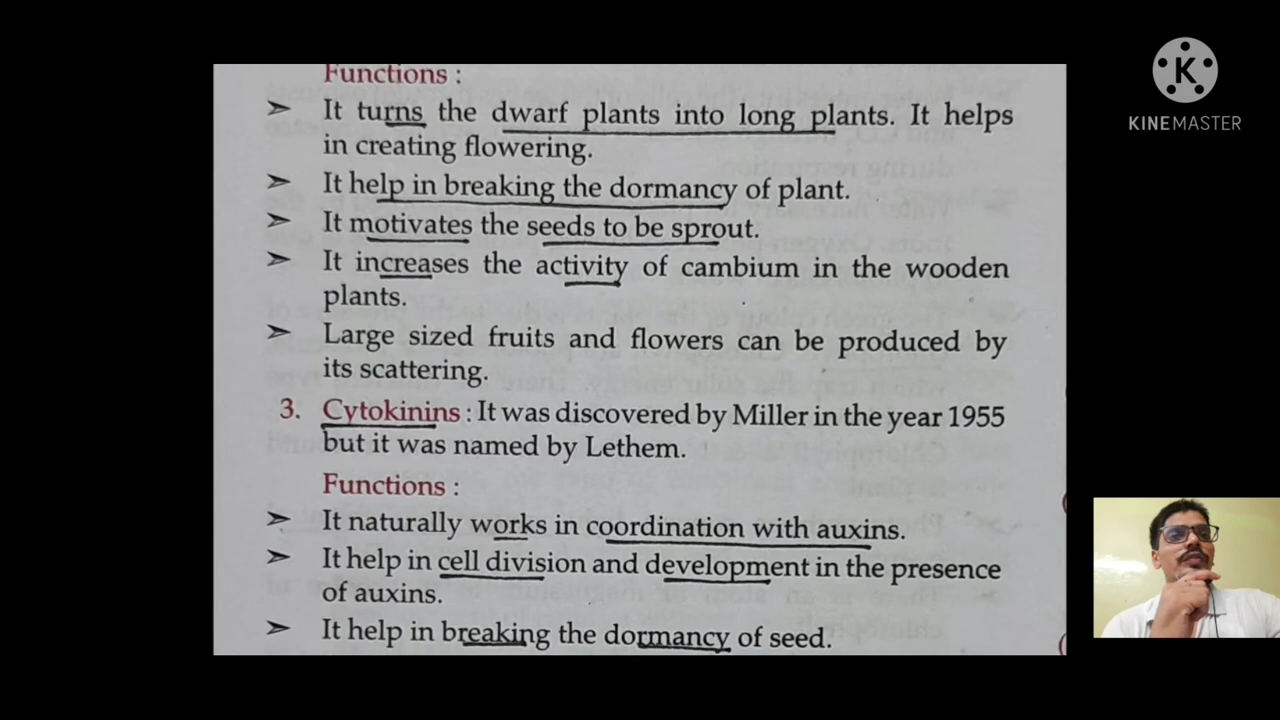 Functions :
➢ It turns the dwarf plants into long plants. It helps
in creating flowering.
➢ It help in breaking the dormancy of plant.
➢ It motivates the seeds to be sprout.
➢ It increases the activity of cambium in the wooden
plants.
➢ Large sized fruits and flowers can be produced by
its scattering.
3. Cytokinins : It was discovered by Miller in the year 1955
but it was named by Lethem.
Functions :
➢ It naturally works in coordination with auxins.
➢ It help in cell division and development in the presence
of auxins.
➢ It help in breaking the dormancy of seed.
K
KINEMASTER